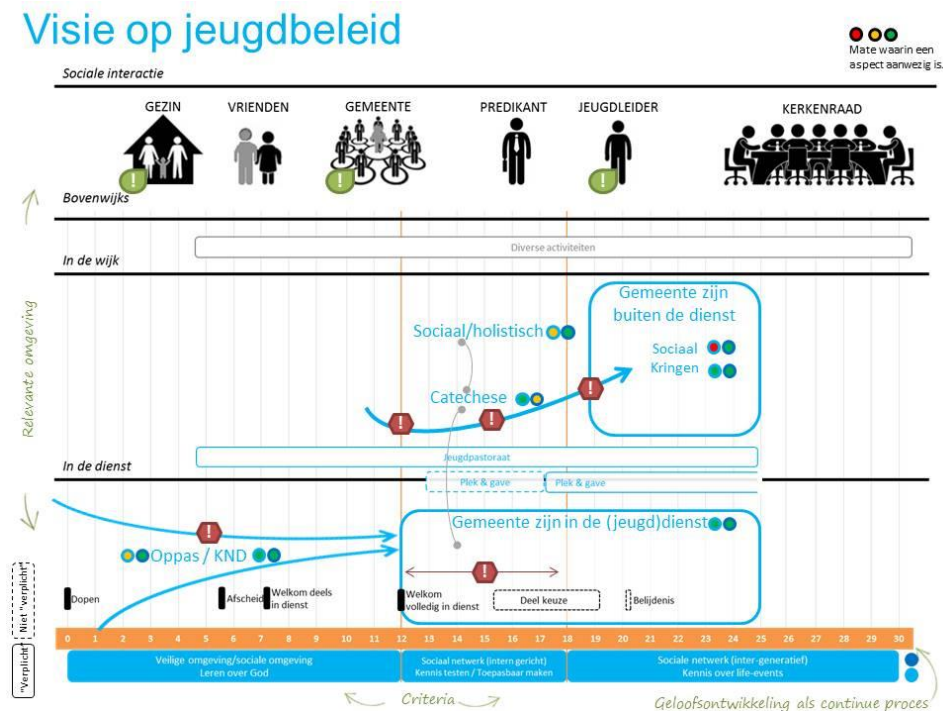 Visie op jeugdbeleid
Mate waarin een
aspect aanwezig is.
Sociale interactie
GEZIN
VRIENDEN
GEMEENTE
PREDIKANT
JEUGDLEIDER
KERKENRAAD
!
!
!
Bovenwijks
Diverse activiteiten
In de wijk
Relevante omgeving
Gemeente zijn
buiten de dienst
Sociaal/holistisch
Sociaal
Kringen
!
Catechese
!
!
Jeugdpastoraat
In de dienst
Plek & gave
Plek & gave
Gemeente zijn in de (jeugd)dienst
!
Oppas / KND
!
Dopen
Afscheid
Welkom deels
in dienst
Welkom
volledig in dienst
Deel keuze
Belijdenis
Niet "verplicht"
"Verplicht"
0 1 2 3 4 5 6 7 8 9 10 11 12 13 14 15 16 17 18 19 20 21 22 23 24 25 26 27 28 29 30
Veilige omgeving/sociale omgeving
Leren over God
Sociaal netwerk (intern gericht)
Kennis testen / Toepasbaar maken
Sociale netwerk (inter-generatief)
Kennis over life-events
Criteria
Geloofsontwikkeling als continue proces